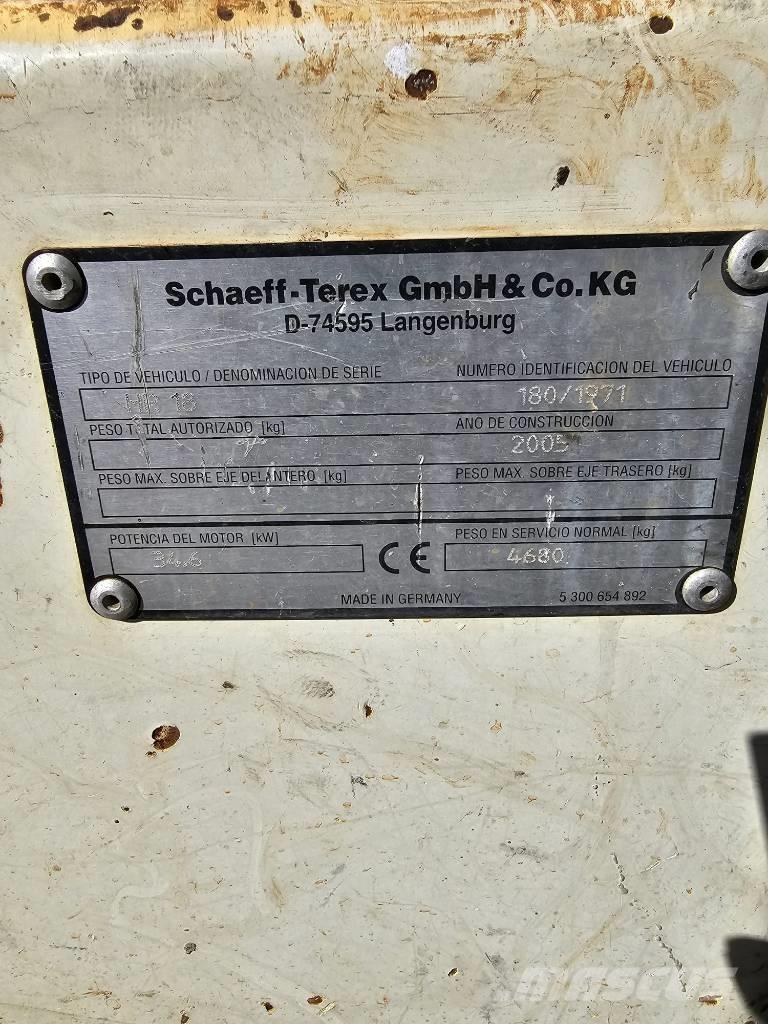 Schaeff-Terex GmbH & Co. KG
D-74595 Langenburg
TIPO DE VEHICULO / DENOMINACION DE SERIE
NUMERO IDENTIFICACION DEL VEHICULO
HR 18
180/1971
PESO TOTAL AUTORIZADO [kg]
ANO DE CONSTRUCCION
2005
PESO MAX. SOBRE EJE DELANTERO [kg]
PESO MAX. SOBRE EJE TRASERO [kg]
POTENCIA DEL MOTOR [kW]
PESO EN SERVICIO NORMAL [kg]
34.6
CE
4680
MADE IN GERMANY
5 300 654 892
mascus